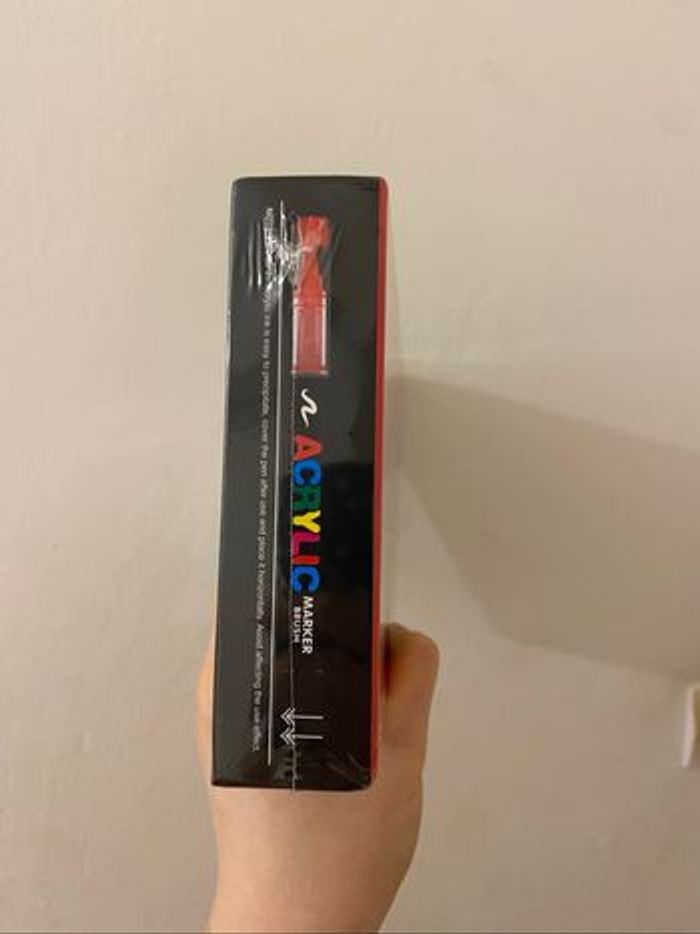 ACRYLIC
MARKER
BRUSH
ink is easy to precipitate, cover the pen after use and place it horizontally. Avoid affecting the use effect.